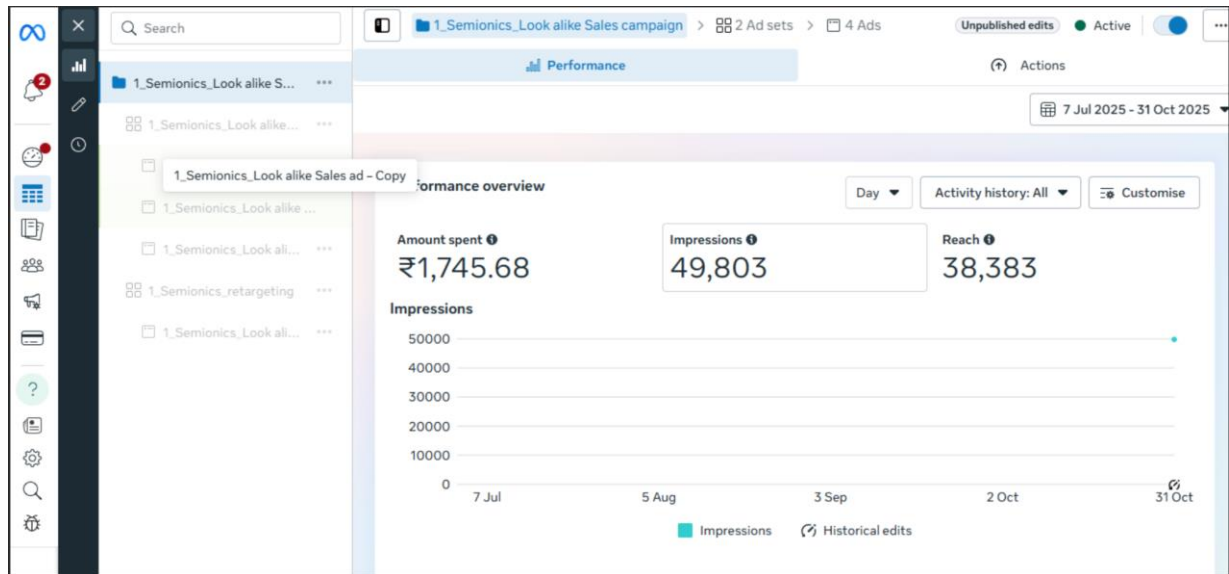 Search
1_Semionics_Look alike Sales campaign > 2 Ad sets > 4 Ads
Unpublished edits
Active
2
1_Semionics_Look alike S...
Performance
Actions
1_Semionics_Look alike...
7 Jul 2025 - 31 Oct 2025
1_Semionics_Look alike Sales ad – Copy
1_Semionics_Look alike ...
1_Semionics_Look ali...
1_Semionics_retargeting
1_Semionics_Look ali...
formance overview
Day
Activity history: All
Customise
Amount spent
₹1,745.68
Impressions
49,803
Reach
38,383
Impressions
50000
40000
30000
20000
10000
0
7 Jul
5 Aug
3 Sep
2 Oct
31 Oct
Impressions
Historical edits
?